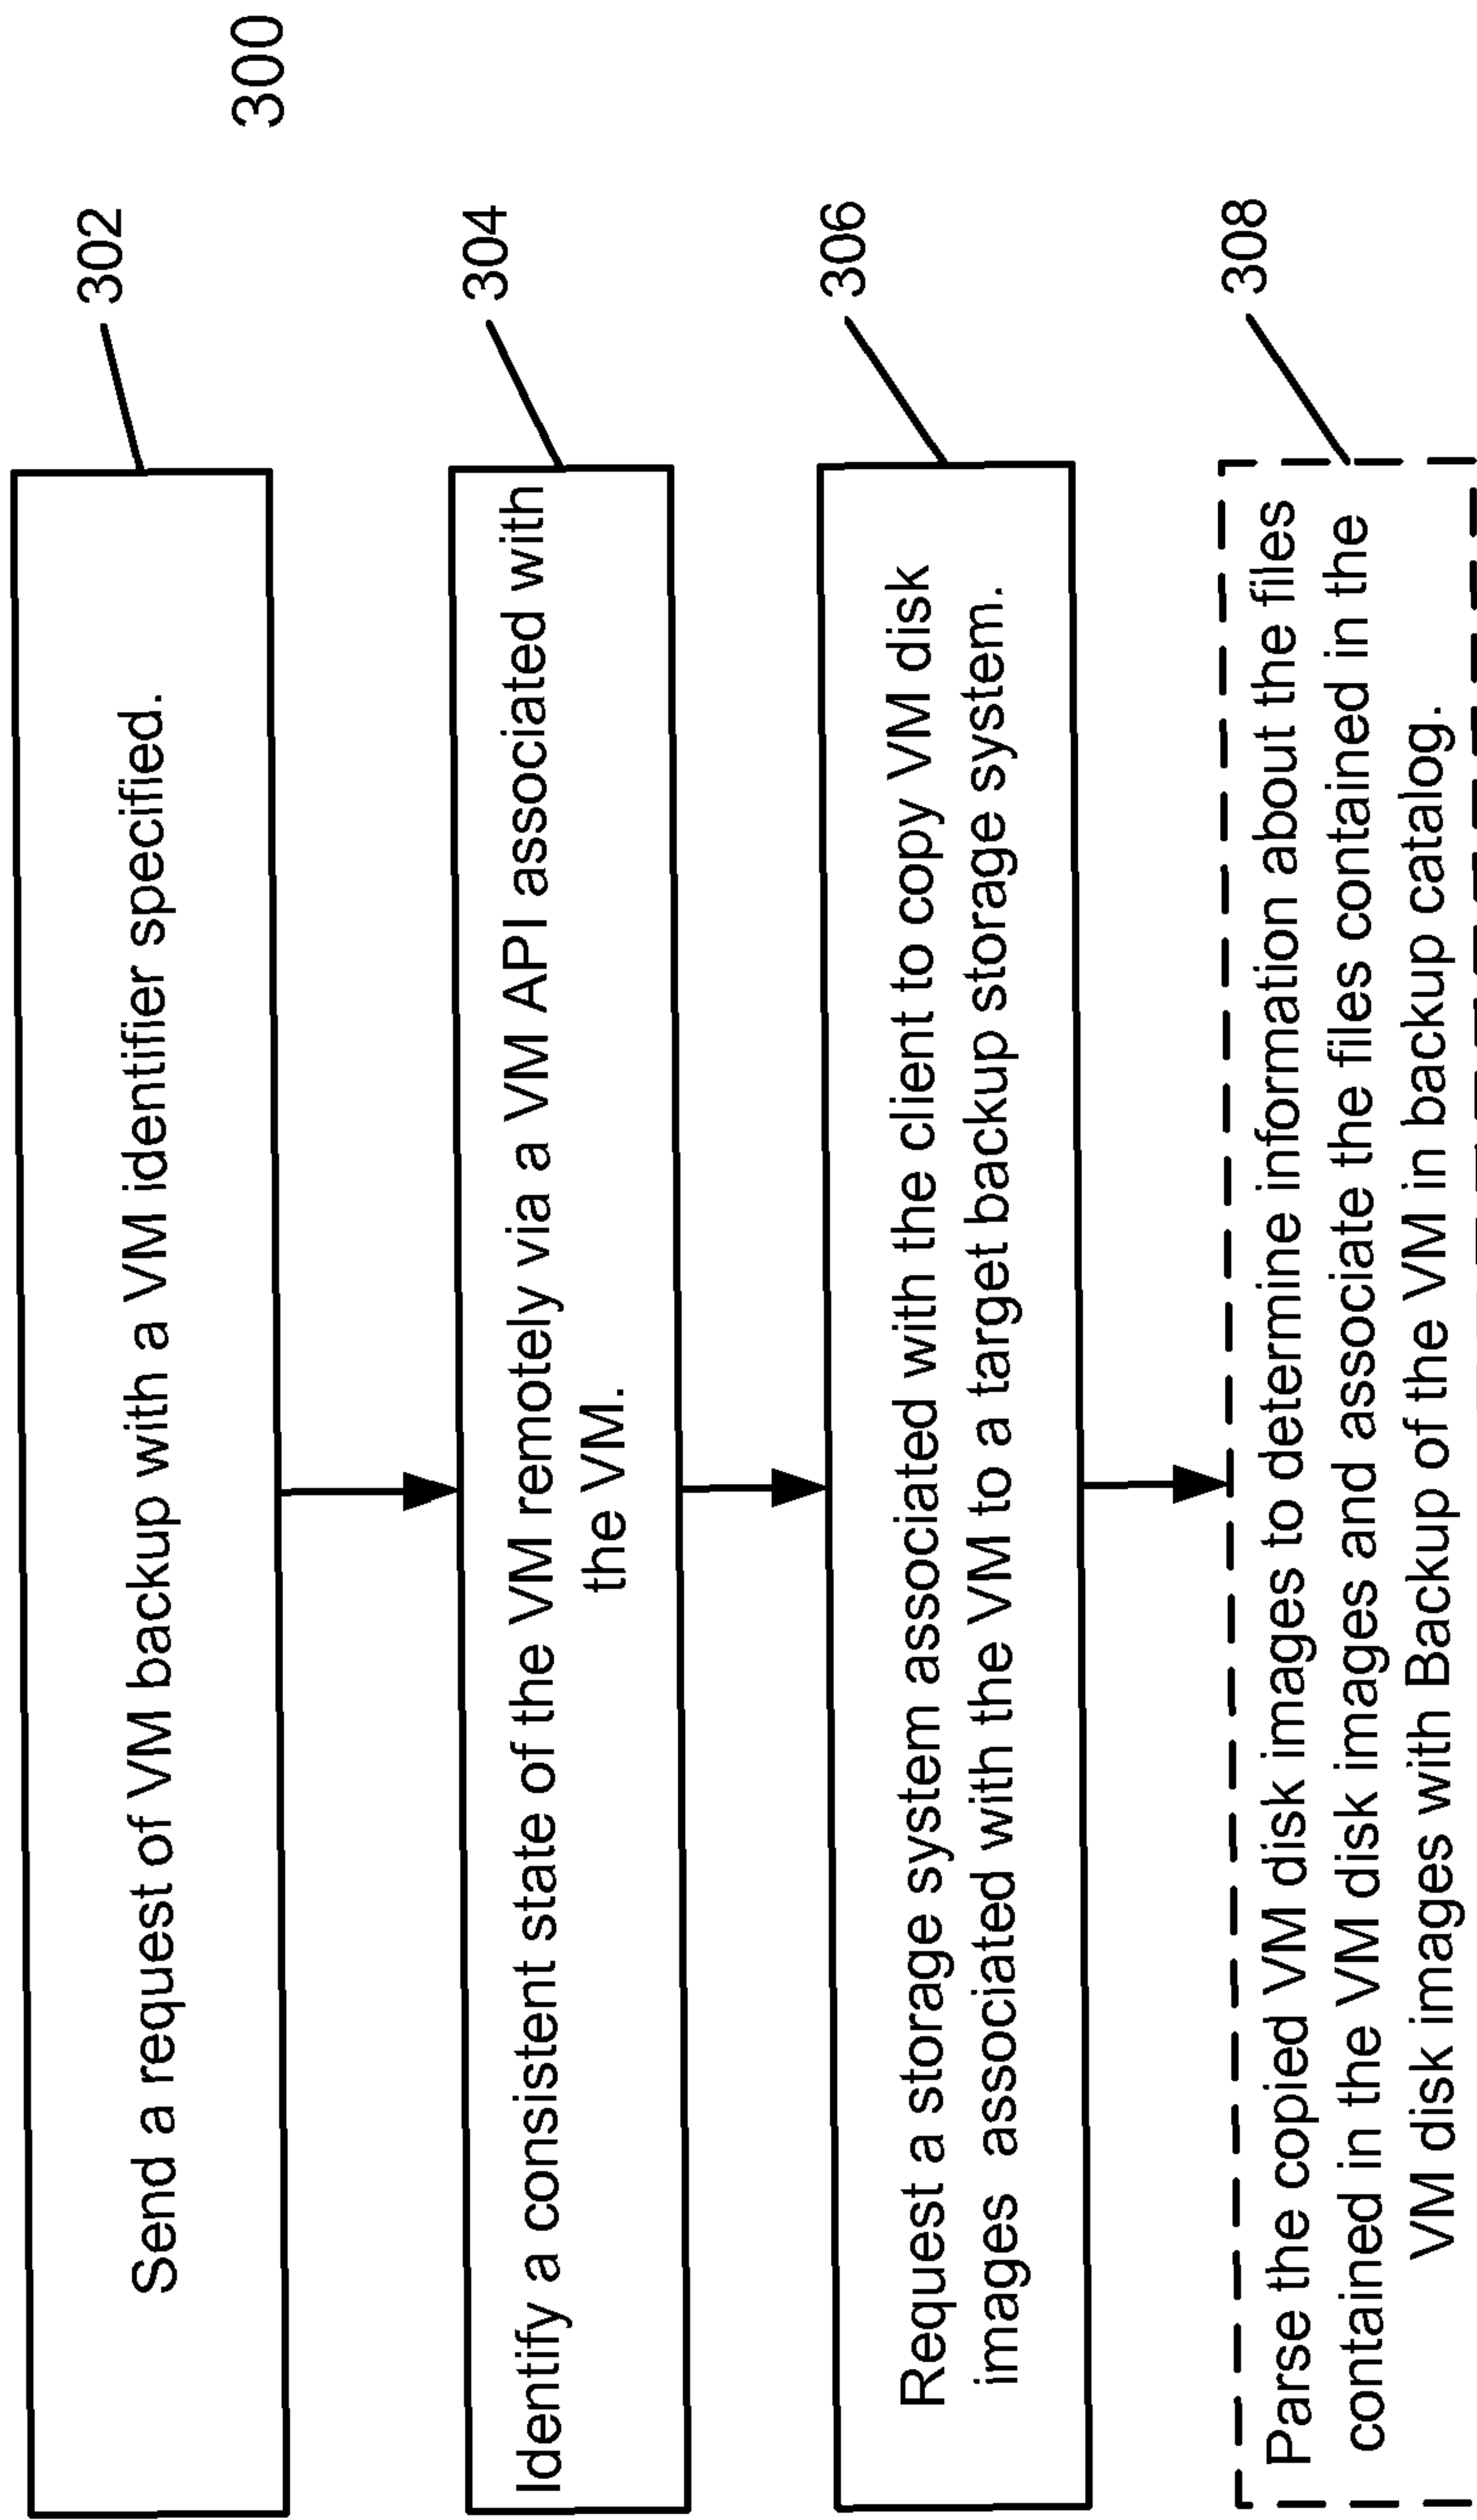 300
302
Send a request of VM backup with a VM identifier specified.
304
Identify a consistent state of the VM remotely via a VM API associated with
the VM.
306
Request a storage system associated with the client to copy VM disk
images associated with the VM to a target backup storage system.
308
Parse the copied VM disk images to determine information about the files
contained in the VM disk images and associate the files contained in the
VM disk images with Backup of the VM in backup catalog.